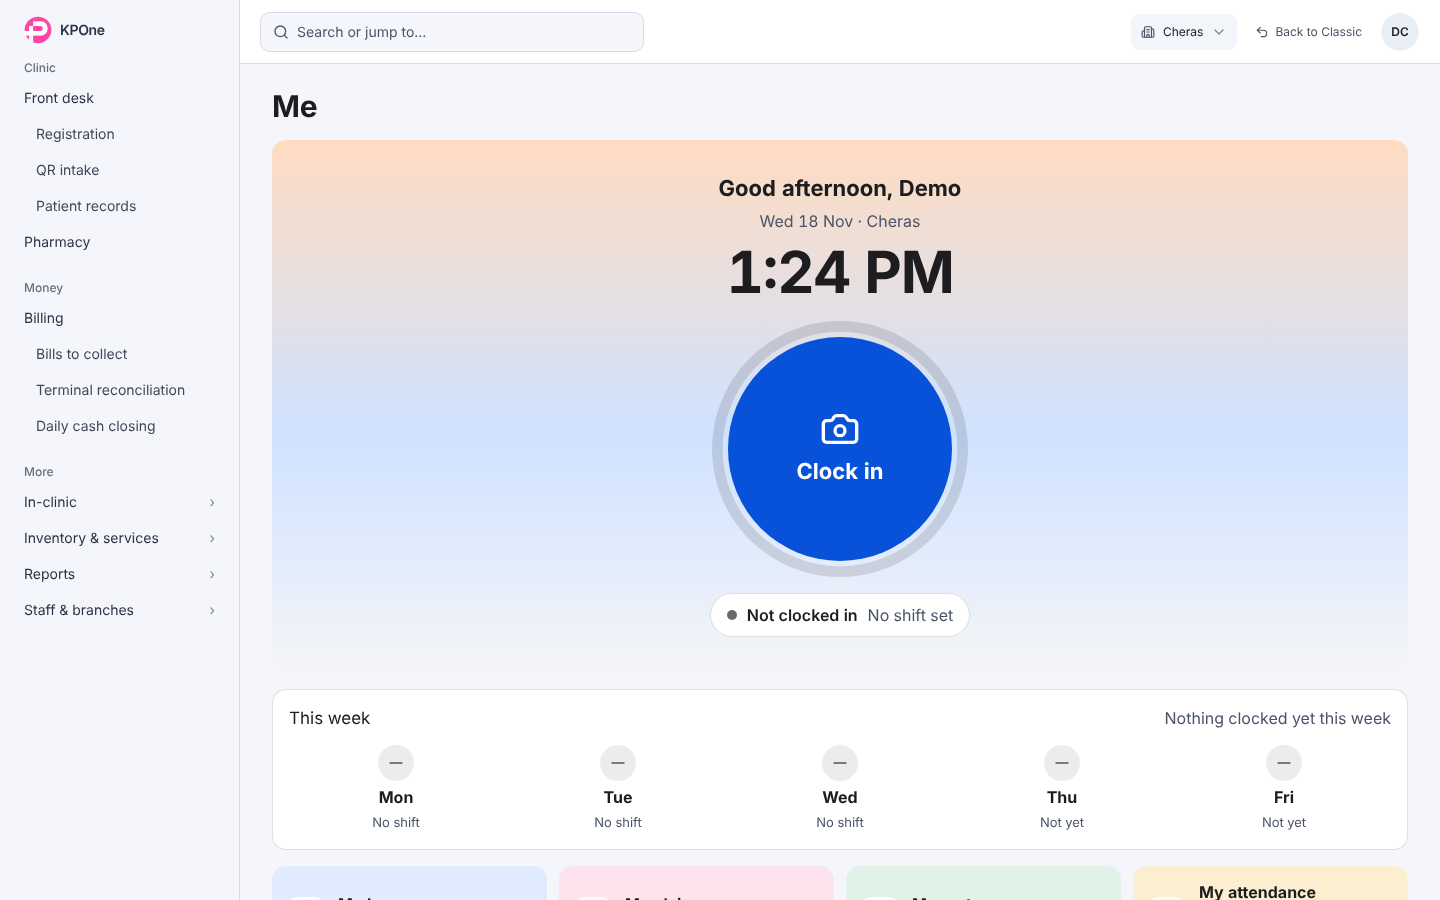 KPOne
Search or jump to...
Cheras
Back to Classic
DC
Clinic
Front desk
Registration
QR intake
Patient records
Pharmacy
Money
Billing
Bills to collect
Terminal reconciliation
Daily cash closing
More
In-clinic
Inventory & services
Reports
Staff & branches
Me
Good afternoon, Demo
Wed 18 Nov · Cheras
1:24 PM
Clock in
Not clocked in No shift set
This week
Nothing clocked yet this week
Mon
Tue
Wed
Thu
Fri
No shift
No shift
No shift
Not yet
Not yet
My attendance